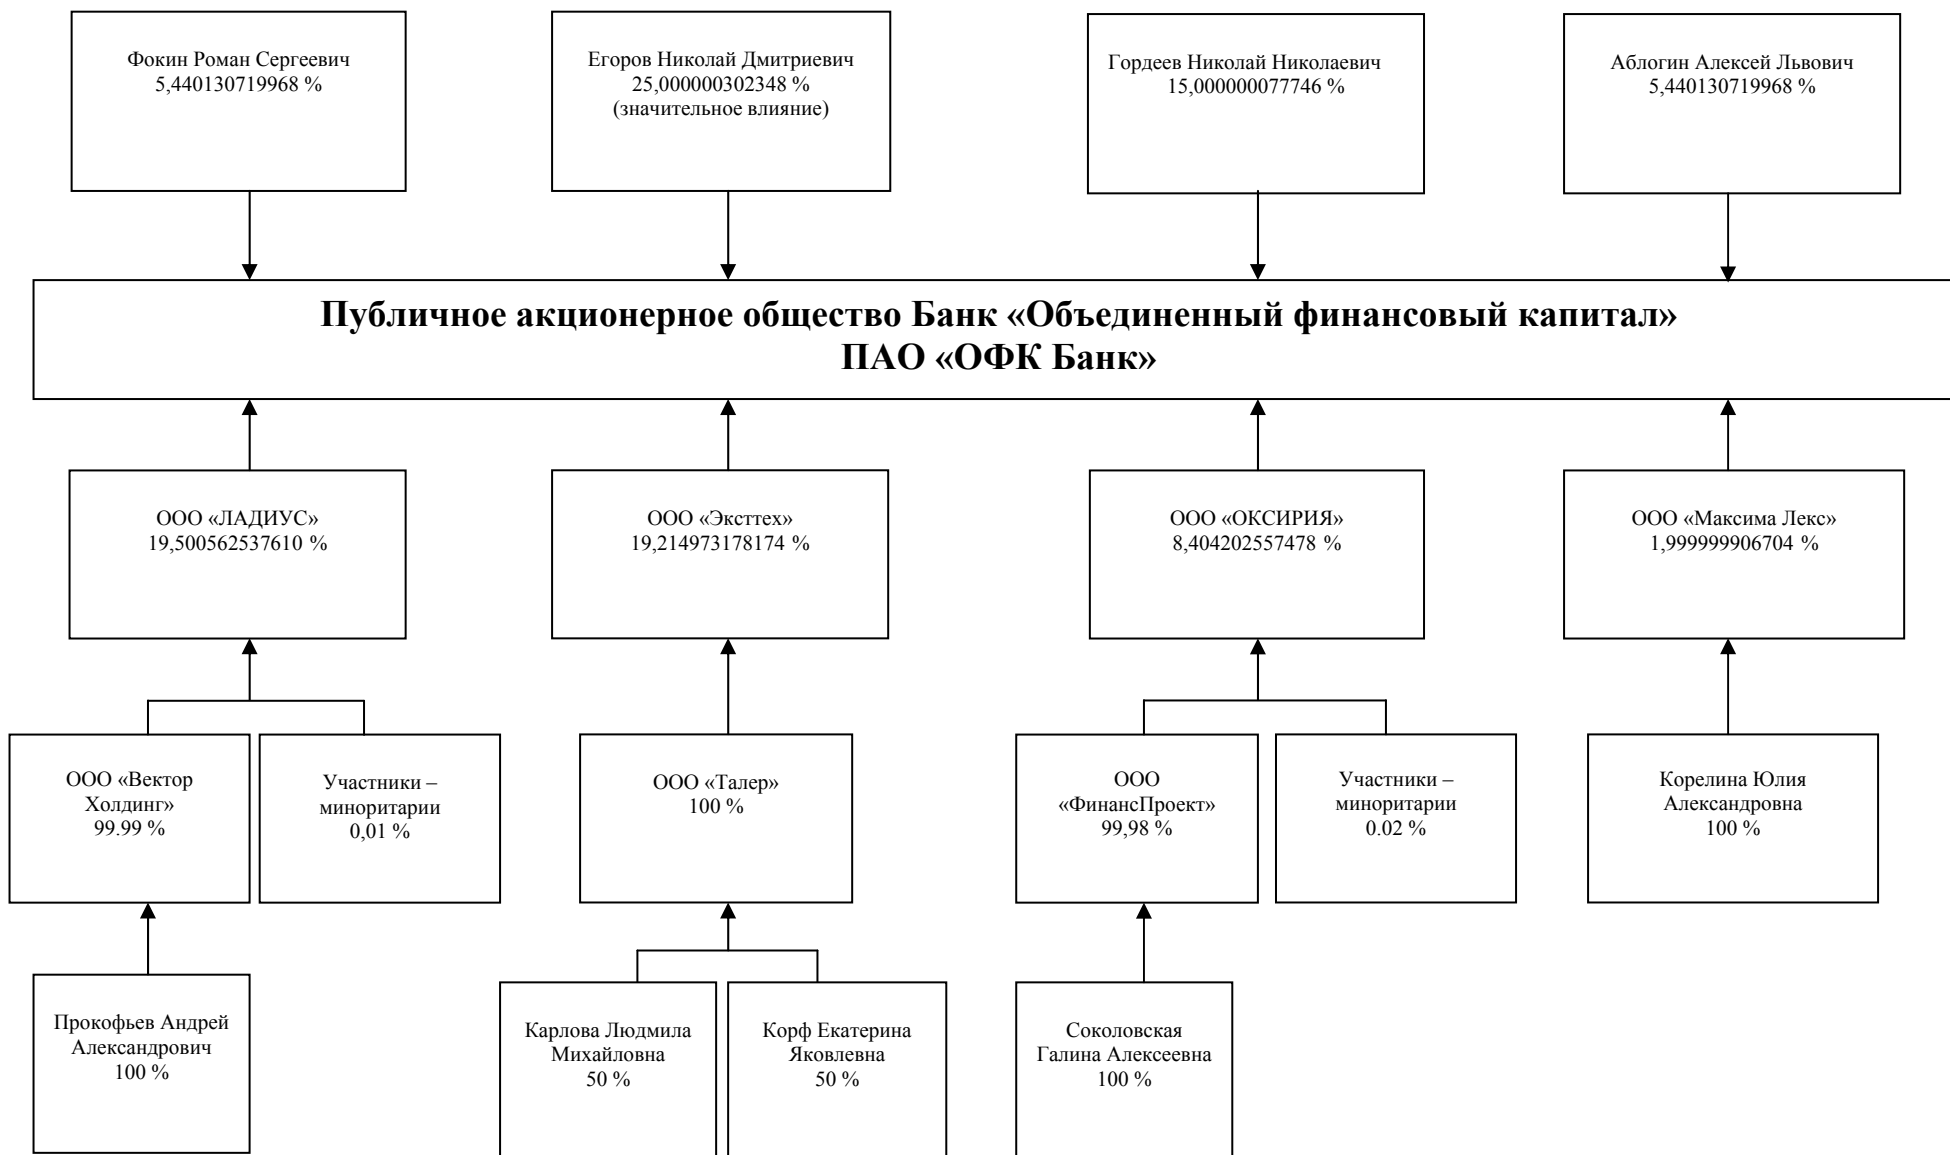 Фокин Роман Сергеевич
5,440130719968 %
Егоров Николай Дмитриевич
25,000000302348 %
(значительное влияние)
Гордеев Николай Николаевич
15,000000077746 %
Аблогин Алексей Львович
5,440130719968 %
Публичное акционерное общество Банк «Объединенный финансовый капитал»
ПАО «ОФК Банк»
ООО «ЛАДИУС»
19,500562537610 %
ООО «Эксттех»
19,214973178174 %
ООО «ОКСИРИЯ»
8,404202557478 %
ООО «Максима Лекс»
1,999999906704 %
ООО «Вектор
Холдинг»
99.99 %
Участники –
миноритарии
0,01 %
ООО «Талер»
100 %
ООО
«ФинансПроект»
99,98 %
Участники –
миноритарии
0.02 %
Корелина Юлия
Александровна
100 %
Прокофьев Андрей
Александрович
100 %
Карлова Людмила
Михайловна
50 %
Корф Екатерина
Яковлевна
50 %
Соколовская
Галина Алексеевна
100 %